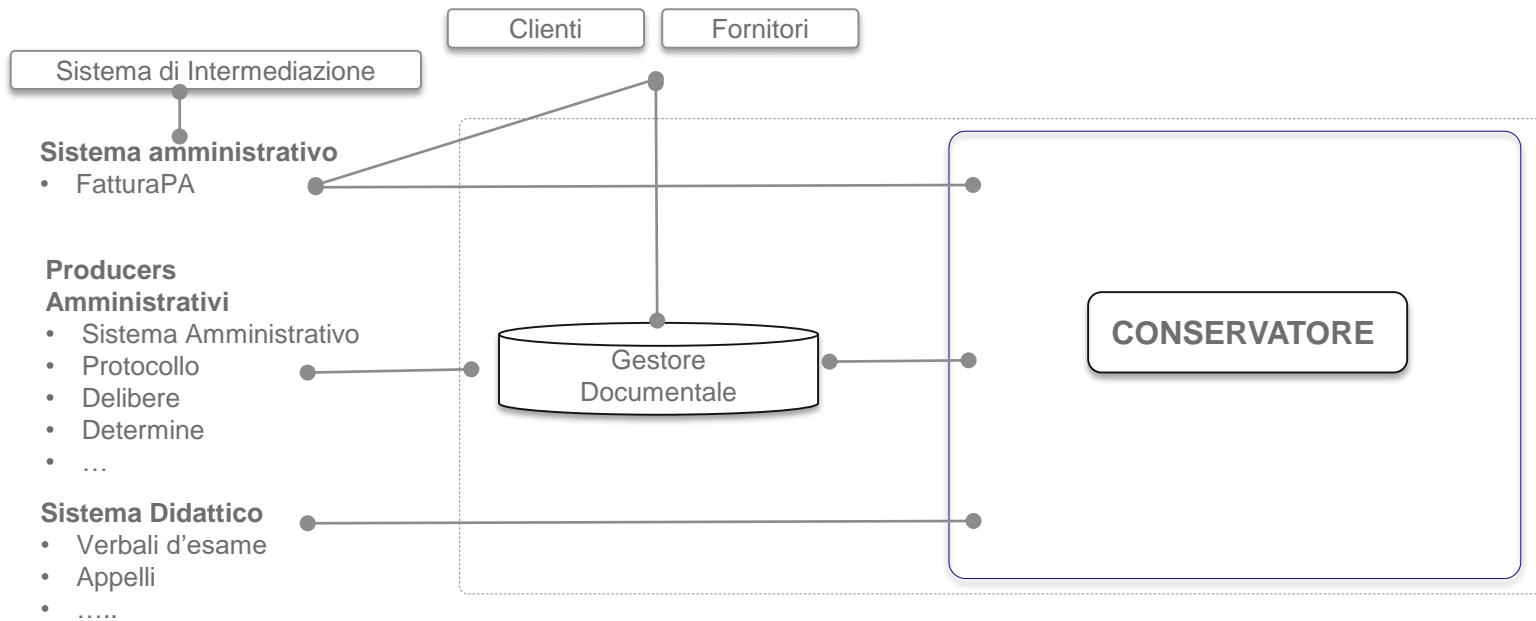 Clienti
Fornitori
Sistema di Intermediazione
Sistema amministrativo
• FatturaPA
Producers
Amministrativi
• Sistema Amministrativo
• Protocollo
• Delibere
• Determine
• …
Gestore
Documentale
CONSERVATORE
Sistema Didattico
• Verbali d’esame
• Appelli
• …..